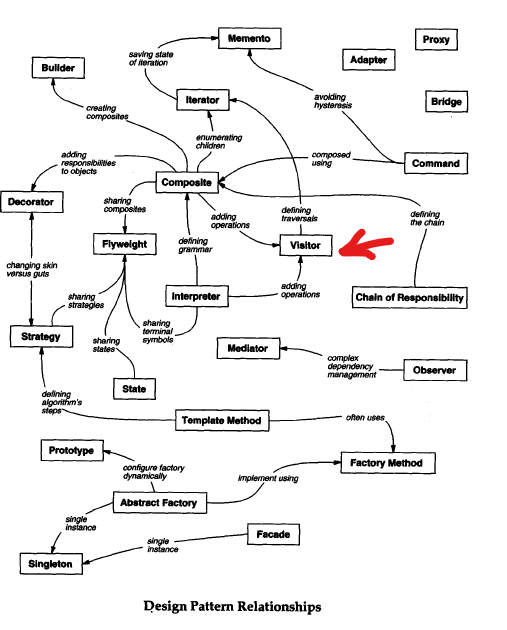 Memento
Proxy
saving state
of iteration
Adapter
Builder
Iterator
avoiding
hysteresis
Bridge
creating
composites
enumerating
children
adding
responsibilities
to objects
composed
using
Command
Composite
Decorator
sharing
composites
adding
operations
defining
traversals
defining
the chain
Flyweight
defining
grammar
Visitor
changing skin
versus guts
Interpreter
adding
operations
Chain of Responsibility
sharing
strategies
Strategy
sharing
states
sharing
terminal
symbols
Mediator
complex
dependency
management
Observer
State
defining
algorithm's
steps
Template Method
often uses
Prototype
Factory Method
configure factory
dynamically
implement using
Abstract Factory
single
instance
Facade
single
instance
Singleton
Design Pattern Relationships